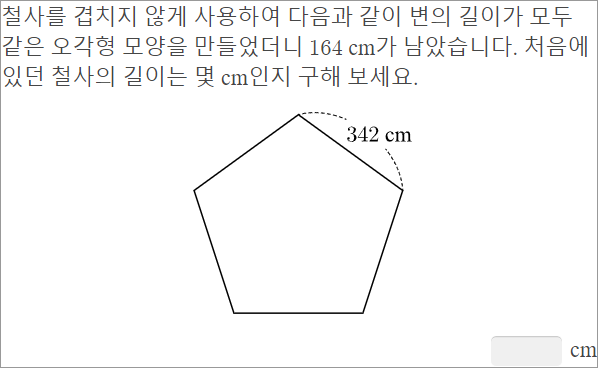 철사를 겹치지 않게 사용하여 다음과 같이 변의 길이가 모두
같은 오각형 모양을 만들었더니 164 cm가 남았습니다. 처음에
있던 철사의 길이는 몇 cm인지 구해 보세요.
342 cm
cm